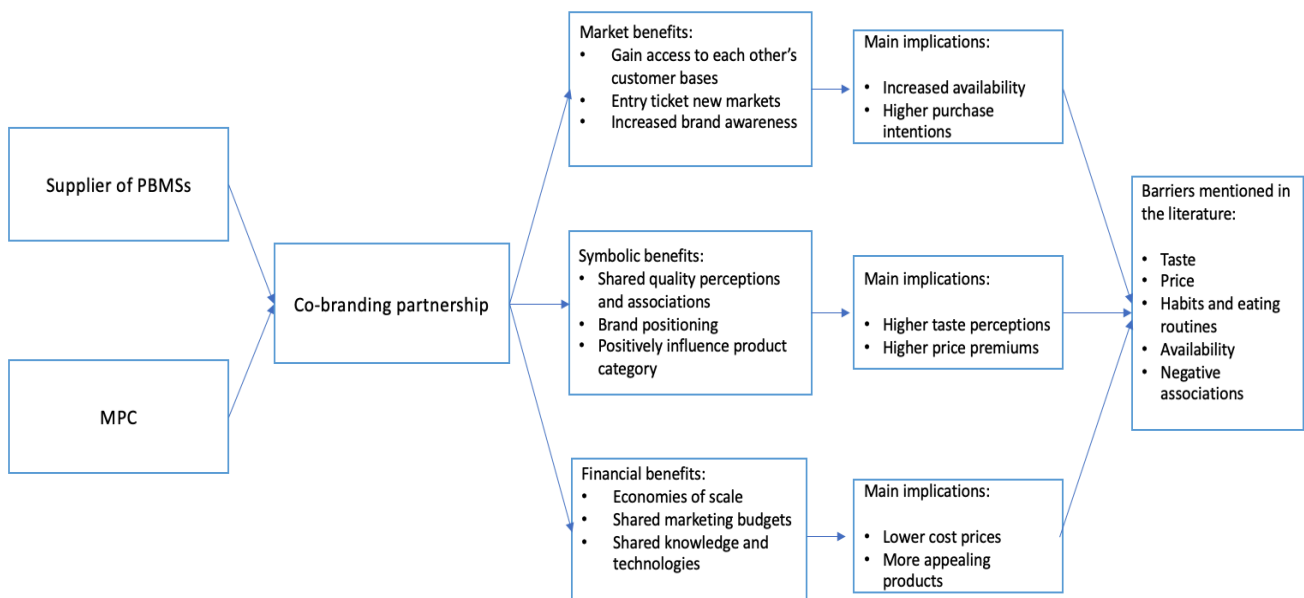 Supplier of PBMSs
MPC
Co-branding partnership
Market benefits:
• Gain access to each other's
customer bases
• Entry ticket new markets
• Increased brand awareness
Main implications:
• Increased availability
• Higher purchase
intentions
Symbolic benefits:
• Shared quality perceptions
and associations
• Brand positioning
• Positively influence product
category
Main implications:
• Higher taste perceptions
• Higher price premiums
Financial benefits:
• Economies of scale
• Shared marketing budgets
• Shared knowledge and
technologies
Main implications:
• Lower cost prices
• More appealing
products
Barriers mentioned in
the literature:
• Taste
• Price
• Habits and eating
routines
• Availability
• Negative
associations